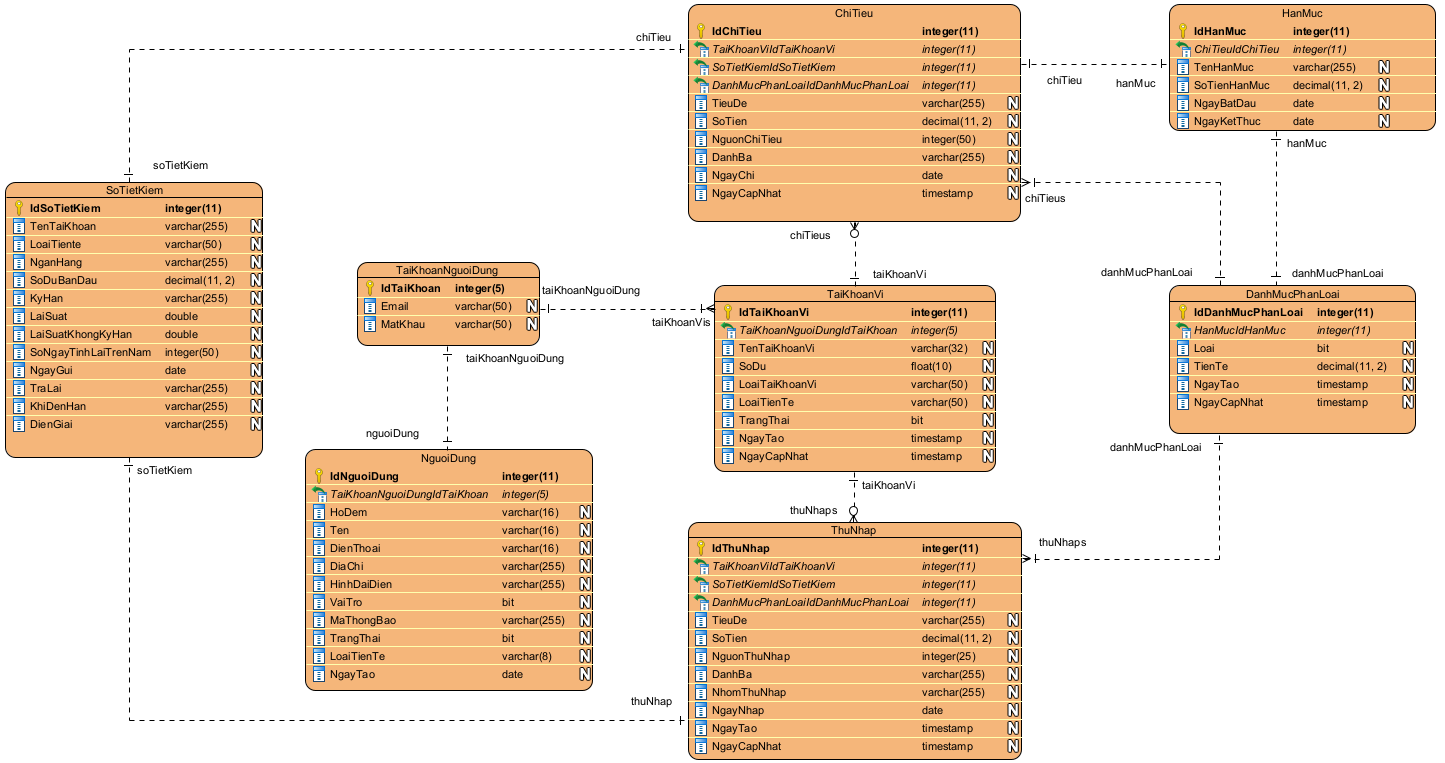 ChiTieu
IdChiTieu integer(11)
TaiKhoanViIdTaiKhoanVi integer(11)
SoTietKiemIdSoTietKiem integer(11)
DanhMucPhanLoaiIdDanhMucPhanLoai integer(11)
TieuDe varchar(255) N
SoTien decimal(11, 2) N
NguonChiTieu integer(50) N
DanhBa varchar(255) N
NgayChi date N
NgayCapNhat timestamp N
HanMuc
IdHanMuc integer(11)
ChiTieuIdChiTieu integer(11)
TenHanMuc varchar(255) N
SoTienHanMuc decimal(11, 2) N
NgayBatDau date N
NgayKetThuc date N
chiTieu
chiTieu
hanMuc
hanMuc
soTietKiem
chiTieus
chiTieus
SoTietKiem
IdSoTietKiem integer(11)
TenTaiKhoan varchar(255) N
LoaiTiente varchar(50) N
NganHang varchar(255) N
SoDuBanDau decimal(11, 2) N
KyHan varchar(255) N
LaiSuat double N
LaiSuatKhongKyHan double N
SoNgayTinhLaiTrenNam integer(50) N
NgayGui date N
TraLai varchar(255) N
KhiDenHan varchar(255) N
DienGiai varchar(255) N
TaiKhoanNguoiDung
IdTaiKhoan integer(5)
Email varchar(50) N
MatKhau varchar(50) N
taiKhoanNguoiDung
taiKhoanVis
taiKhoanVi
danhMucPhanLoai
danhMucPhanLoai
TaiKhoanVi
IdTaiKhoanVi integer(11)
TaiKhoanNguoiDungIdTaiKhoan integer(5)
TenTaiKhoanVi varchar(32) N
SoDu float(10) N
LoaiTaiKhoanVi varchar(50) N
LoaiTienTe varchar(50) N
TrangThai bit N
NgayTao timestamp N
NgayCapNhat timestamp N
DanhMucPhanLoai
IdDanhMucPhanLoai integer(11)
HanMucIdHanMuc integer(11)
Loai bit N
TienTe decimal(11, 2) N
NgayTao timestamp N
NgayCapNhat timestamp N
taiKhoanNguoiDung
nguoiDung
danhMucPhanLoai
soTietKiem
NguoiDung
IdNguoiDung integer(11)
TaiKhoanNguoiDungIdTaiKhoan integer(5)
HoDem varchar(16) N
Ten varchar(16) N
DienThoai varchar(16) N
DiaChi varchar(255) N
HinhDaiDien varchar(255) N
VaiTro bit N
MaThongBao varchar(255) N
TrangThai bit N
LoaiTienTe varchar(8) N
NgayTao date N
taiKhoanVi
thuNhaps
thuNhaps
thuNhap
ThuNhap
IdThuNhap integer(11)
TaiKhoanViIdTaiKhoanVi integer(11)
SoTietKiemIdSoTietKiem integer(11)
DanhMucPhanLoaiIdDanhMucPhanLoai integer(11)
TieuDe varchar(255) N
SoTien decimal(11, 2) N
NguonThuNhap integer(25) N
DanhBa varchar(255) N
NhomThuNhap varchar(255) N
NgayNhap date N
NgayTao timestamp N
NgayCapNhat timestamp N